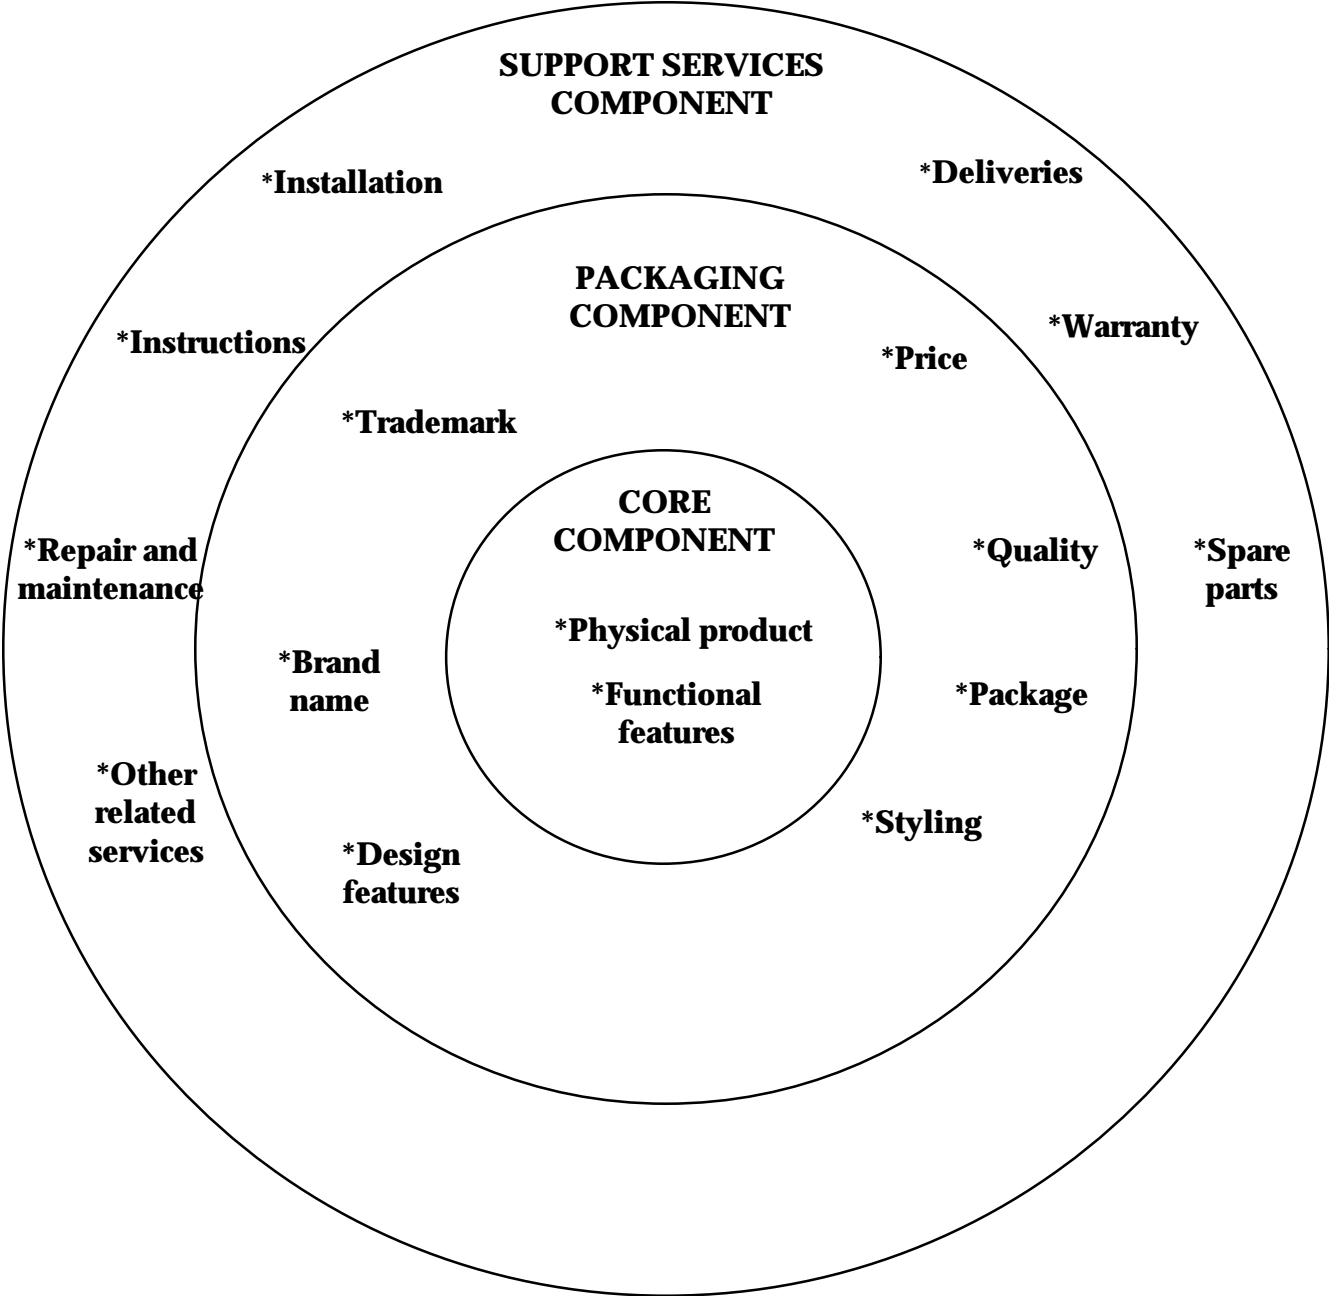 SUPPORT SERVICES
COMPONENT
*Installation
*Deliveries
*Instructions
*Warranty
*Repair and
maintenance
*Spare
parts
*Other
related
services
PACKAGING
COMPONENT
*Trademark
*Price
*Quality
*Brand
name
*Package
*Design
features
*Styling
CORE
COMPONENT
*Physical product
*Functional
features